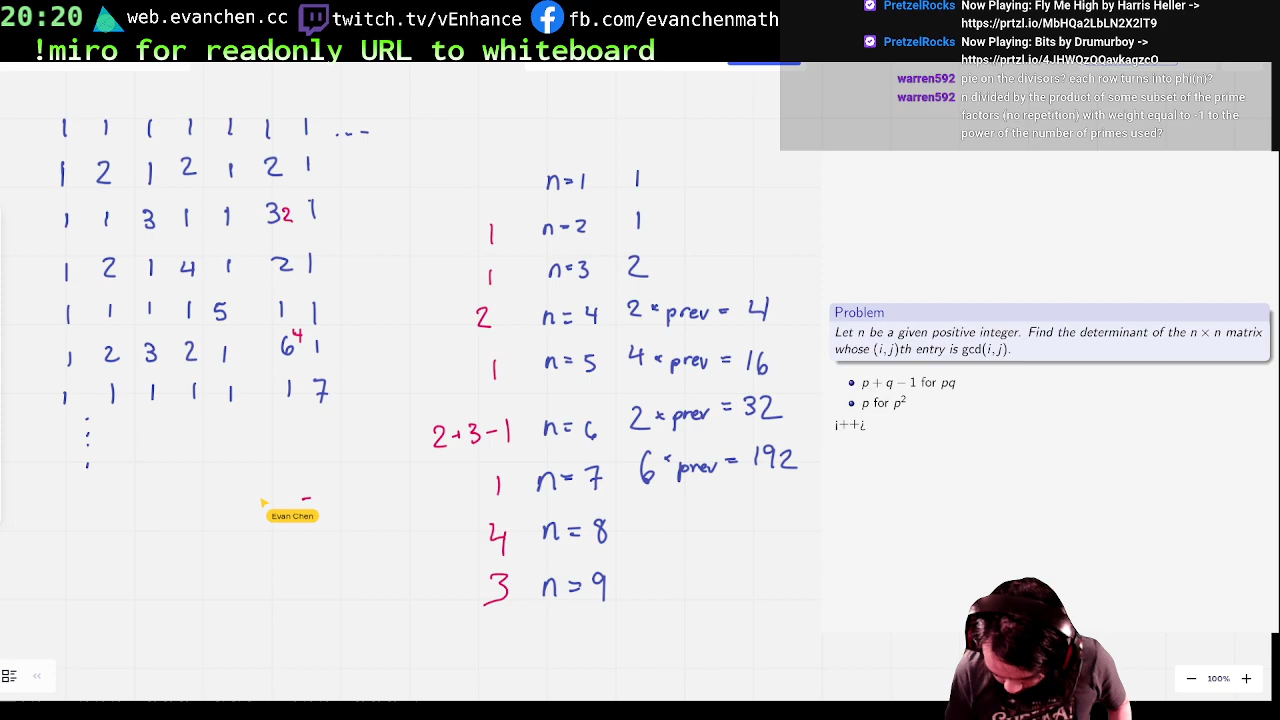 20:20 web.evanchen.cc twitch.tv/vEnhance fb.com/evanchenmath
!miro for readonly URL to whiteboard
PretzelRocks Now Playing: Fly Me High by Harris Heller ->
https://prtzl.io/MbHQa2LbLN2X2lT9
PretzelRocks Now Playing: Bits by Drumurboy ->
https://prtzl.io/4JHWQzQQavkagzcQ
warren592 pie on the divisors? each row turns into phi(n)?
warren592 n divided by the product of some subset of the prime
factors (no repetition) with weight equal to -1 to the
power of the number of primes used?
1 1 1 1 1 1 1 ...
1 2 1 2 1 2 1
1 1 3 1 1 3 2 1
1 2 1 4 1 2 1
1 1 1 1 5 1 1
1 2 3 2 1 6 4 1
1 1 1 1 1 1 7
n=1 1
1 n=2 1
1 n=3 2
2 n=4 2 * prev = 4
1 n=5 4 * prev = 16
2+3-1 n=6 2 * prev = 32
1 n=7 6 * prev = 192
4 n=8
3 n=9
Evan Chen
Problem
Let n be a given positive integer. Find the determinant of the n × n matrix
whose (i, j)th entry is gcd(i, j).
• p + q − 1 for pq
• p for p²
¡++¿
100%